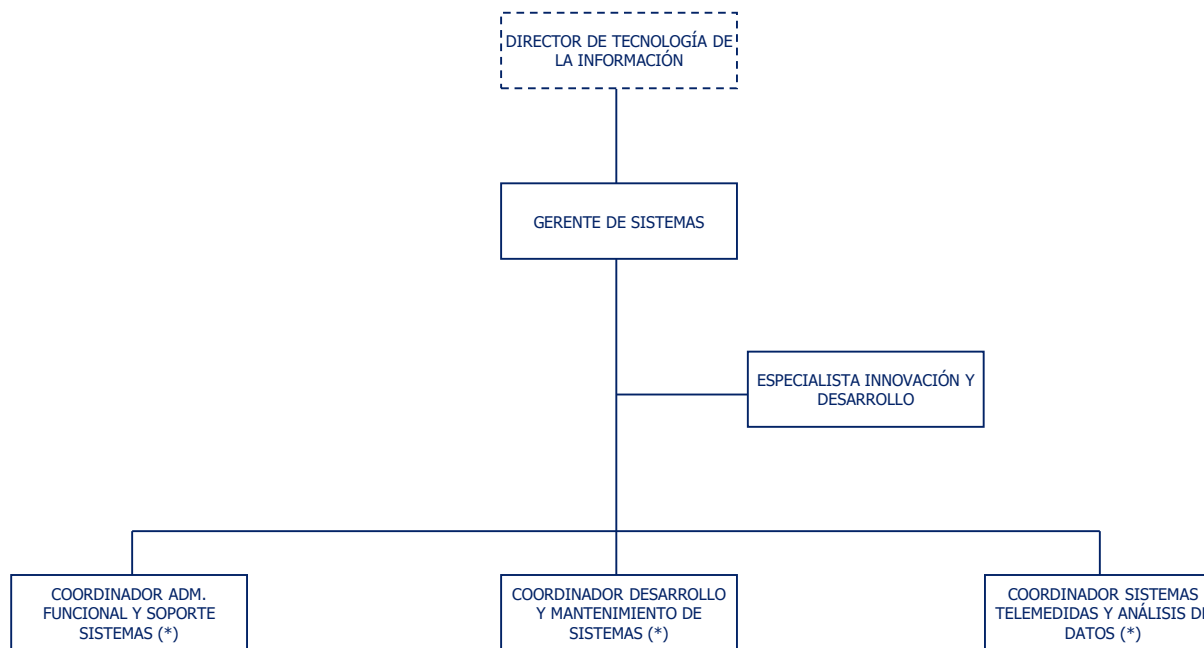 DIRECTOR DE TECNOLOGÍA DE
LA INFORMACIÓN
GERENTE DE SISTEMAS
ESPECIALISTA INNOVACIÓN Y
DESARROLLO
COORDINADOR ADM.
FUNCIONAL Y SOPORTE
SISTEMAS (*)
COORDINADOR DESARROLLO
Y MANTENIMIENTO DE
SISTEMAS (*)
COORDINADOR SISTEMAS
TELEMEDIDAS Y ANÁLISIS DE
DATOS (*)